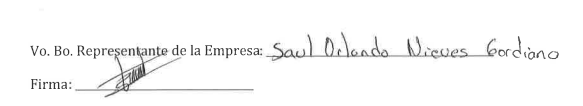 Vo. Bo. Representante de la Empresa: Saul Orlando Nieves Gordiano
Firma: